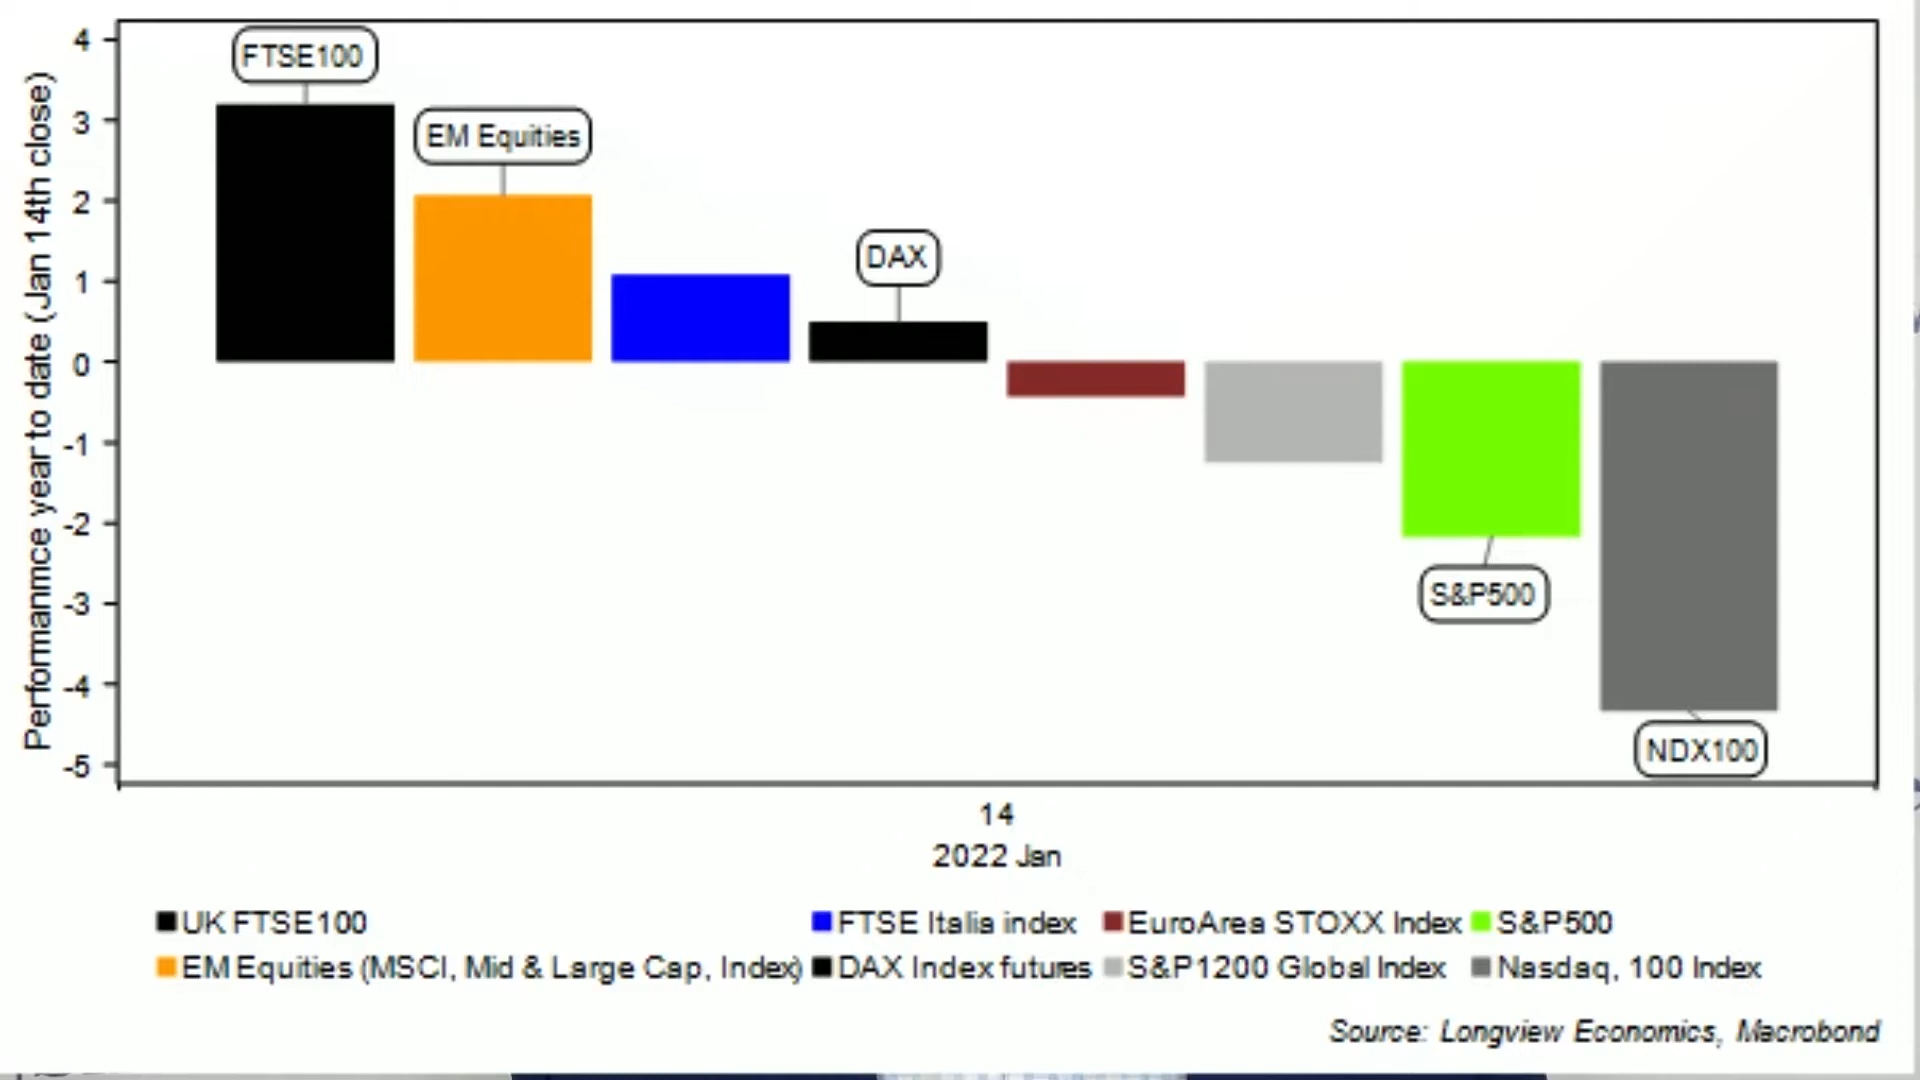 Performanmce year to date (Jan 14th close)
4
3
2
1
0
-1
-2
-3
-4
-5
FTSE100
EM Equities
DAX
S&P500
NDX100
14
2022 Jan
UK FTSE100
FTSE Italia index
EuroArea STOXX Index
S&P500
EM Equities (MSCI, Mid & Large Cap, Index)
DAX Index futures
S&P1200 Global Index
Nasdaq, 100 Index
Source: Longview Economics, Macrobond